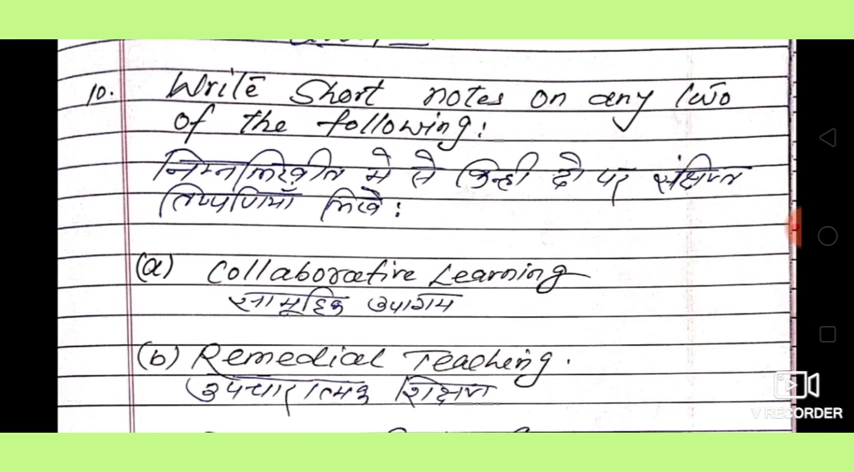 10. Write Short notes on any two
of the following:
निम्नलिखीत मे से किन्ही दो पर संक्षिप्त
टिप्पणियाँ लिखें:
(a) Collaborative Learning
सामूहिक उपागम
(b) Remedial Teaching.
उपचारात्मक शिक्षण
V RECORDER